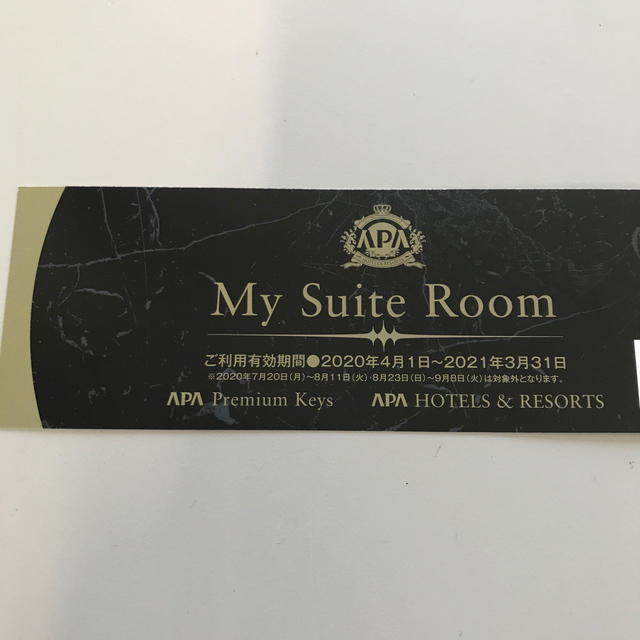 APA
HOTELS & RESORTS
My Suite Room
ご利用有効期間●2020年4月1日〜2021年3月31日
※2020年7月20日(月)〜8月11日(火)・8月23日(日)〜9月8日(火)は対象外となります。
APA Premium Keys
APA HOTELS & RESORTS